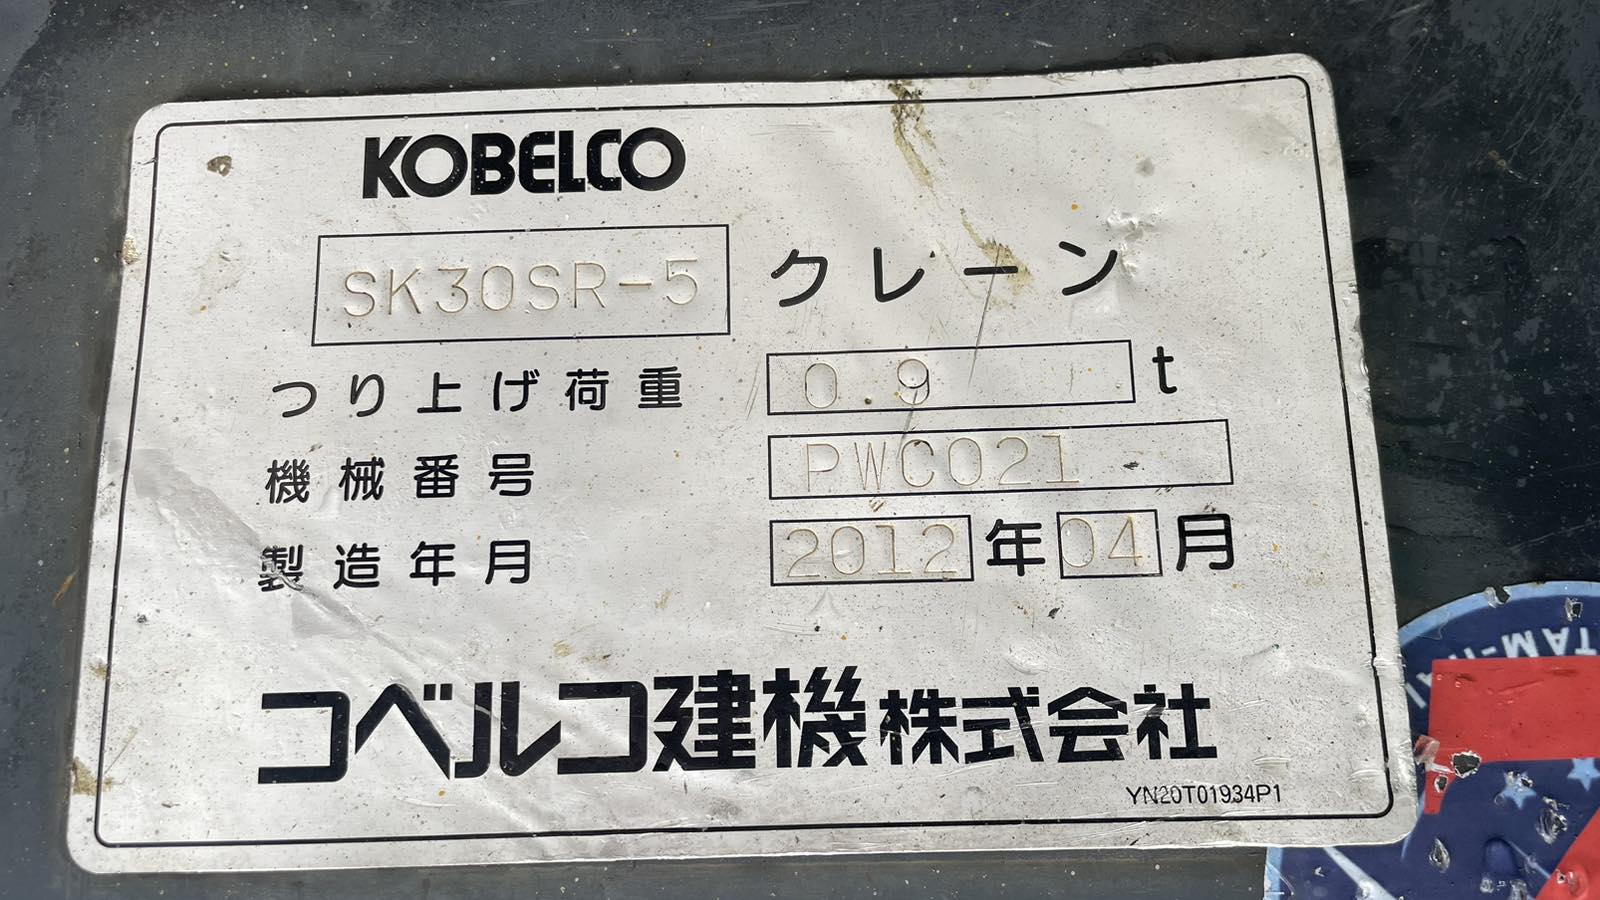 KOBELCO
SK30SR-5 クレーン
つり上げ荷重 0.9 t
機械番号 PWC021
製造年月 2012年04月
コベルコ建機株式会社
YN20T01934P1